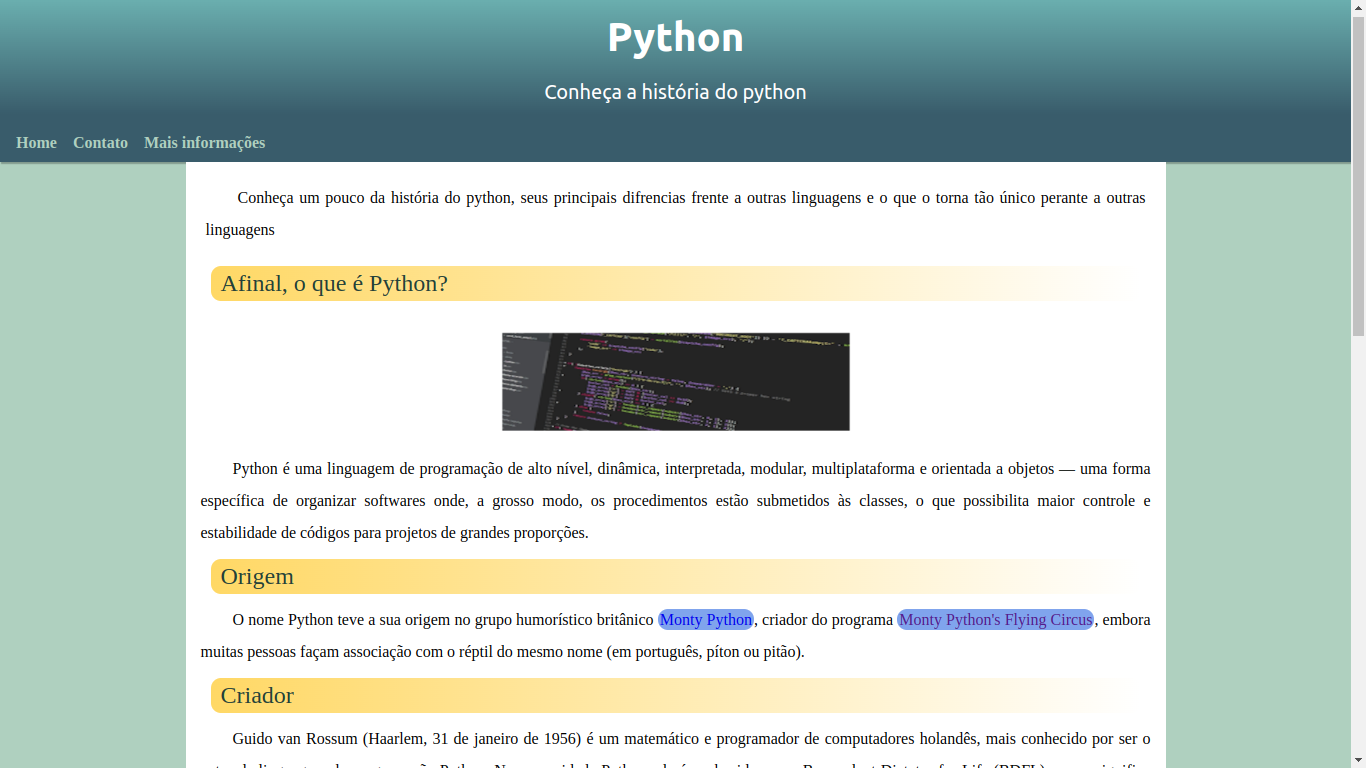 Python
Conheça a história do python
Home Contato Mais informações
Conheça um pouco da história do python, seus principais difrencias frente a outras linguagens e o que o torna tão único perante a outras
linguagens
Afinal, o que é Python?
Python é uma linguagem de programação de alto nível, dinâmica, interpretada, modular, multiplataforma e orientada a objetos — uma forma
específica de organizar softwares onde, a grosso modo, os procedimentos estão submetidos às classes, o que possibilita maior controle e
estabilidade de códigos para projetos de grandes proporções.
Origem
O nome Python teve a sua origem no grupo humorístico britânico Monty Python, criador do programa Monty Python's Flying Circus, embora
muitas pessoas façam associação com o réptil do mesmo nome (em português, píton ou pitão).
Criador
Guido van Rossum (Haarlem, 31 de janeiro de 1956) é um matemático e programador de computadores holandês, mais conhecido por ser o